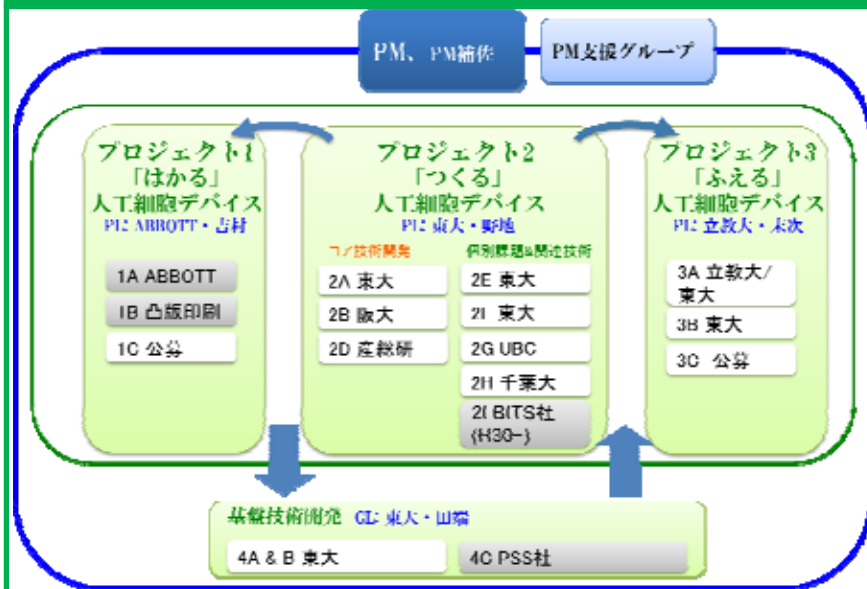 PM、PM補佐
PM支援グループ
プロジェクト1
「はかる」
人工細胞デバイス
PI: ABBOTT・吉村
1A ABBOTT
1B 凸版印刷
1C 公募
プロジェクト2
「つくる」
人工細胞デバイス
PI: 東大・野地
コア技術開発
2A 東大
2B 阪大
2D 産総研
個別課題&関連技術
2E 東大
東大
2G UBC
2H 千葉大
2I BITS社
(H30-)
プロジェクト3
「ふえる」
人工細胞デバイス
PI: 立教大・末次
3A 立教大/
東大
3B 東大
3C 公募
基盤技術開発 GL: 東大・田端
4A & B 東大
4C PSS社